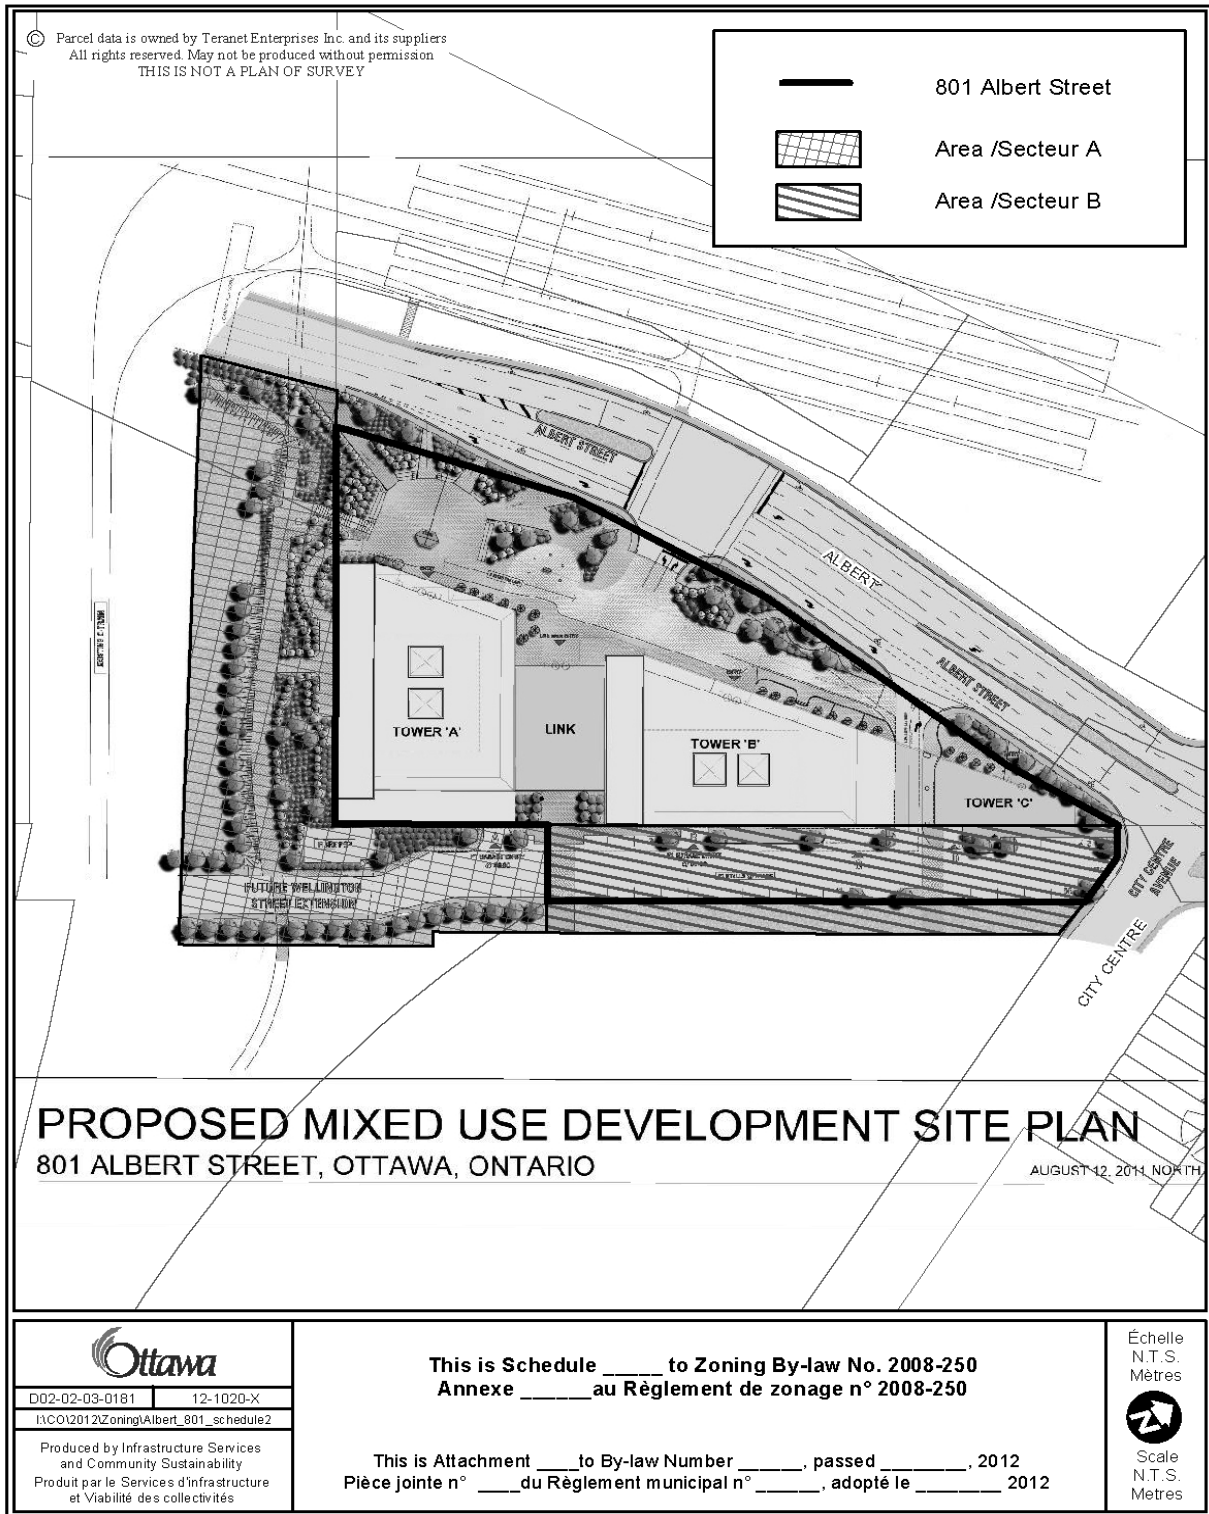 © Parcel data is owned by Teranet Enterprises Inc. and its suppliers
All rights reserved. May not be produced without permission
THIS IS NOT A PLAN OF SURVEY
801 Albert Street
Area /Secteur A
Area /Secteur B
ALBERT STREET
ALBERT
ALBERT STREET
TOWER 'A'
LINK
TOWER 'B'
TOWER 'C'
FUTURE WELLINGTON
STREET EXTENSION
CITY CENTRE
AVENUE
CITY CENTRE
PROPOSED MIXED USE DEVELOPMENT SITE PLAN
801 ALBERT STREET, OTTAWA, ONTARIO
AUGUST 12, 2011 NORTH
Ottawa
D02-02-03-0181 12-1020-X
I:\CO\2012\Zoning\Albert_801_schedule2
Produced by Infrastructure Services
and Community Sustainability
Produit par le Services d'infrastructure
et Viabilité des collectivités
This is Schedule _____ to Zoning By-law No. 2008-250
Annexe ______au Règlement de zonage n° 2008-250
This is Attachment ____to By-law Number ______, passed ________, 2012
Pièce jointe n° ____du Règlement municipal n° ______, adopté le ________ 2012
Échelle
N.T.S.
Mètres
N
Scale
N.T.S.
Metres